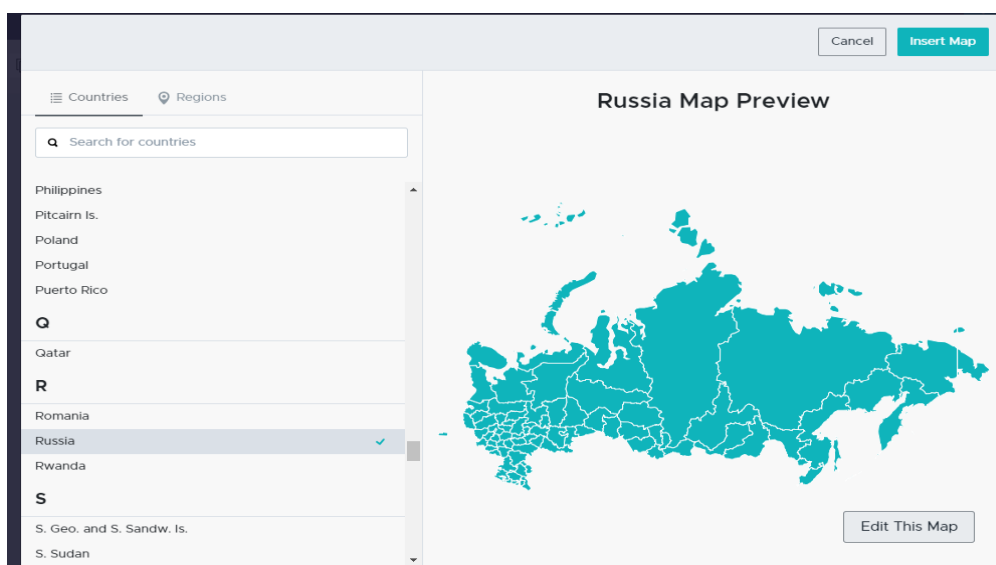 Cancel
Insert Map
Countries
Regions
Russia Map Preview
Search for countries
Philippines
Pitcairn Is.
Poland
Portugal
Puerto Rico
Q
Qatar
R
Romania
Russia
Rwanda
S
S. Geo. and S. Sandw. Is.
S. Sudan
Edit This Map